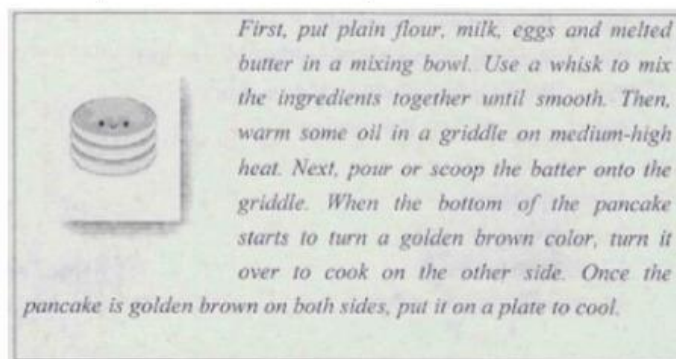 First, put plain flour, milk, eggs and melted
butter in a mixing bowl. Use a whisk to mix
the ingredients together until smooth. Then,
warm some oil in a griddle on medium-high
heat. Next, pour or scoop the batter onto the
griddle. When the bottom of the pancake
starts to turn a golden brown color, turn it
over to cook on the other side. Once the
pancake is golden brown on both sides, put it on a plate to cool.